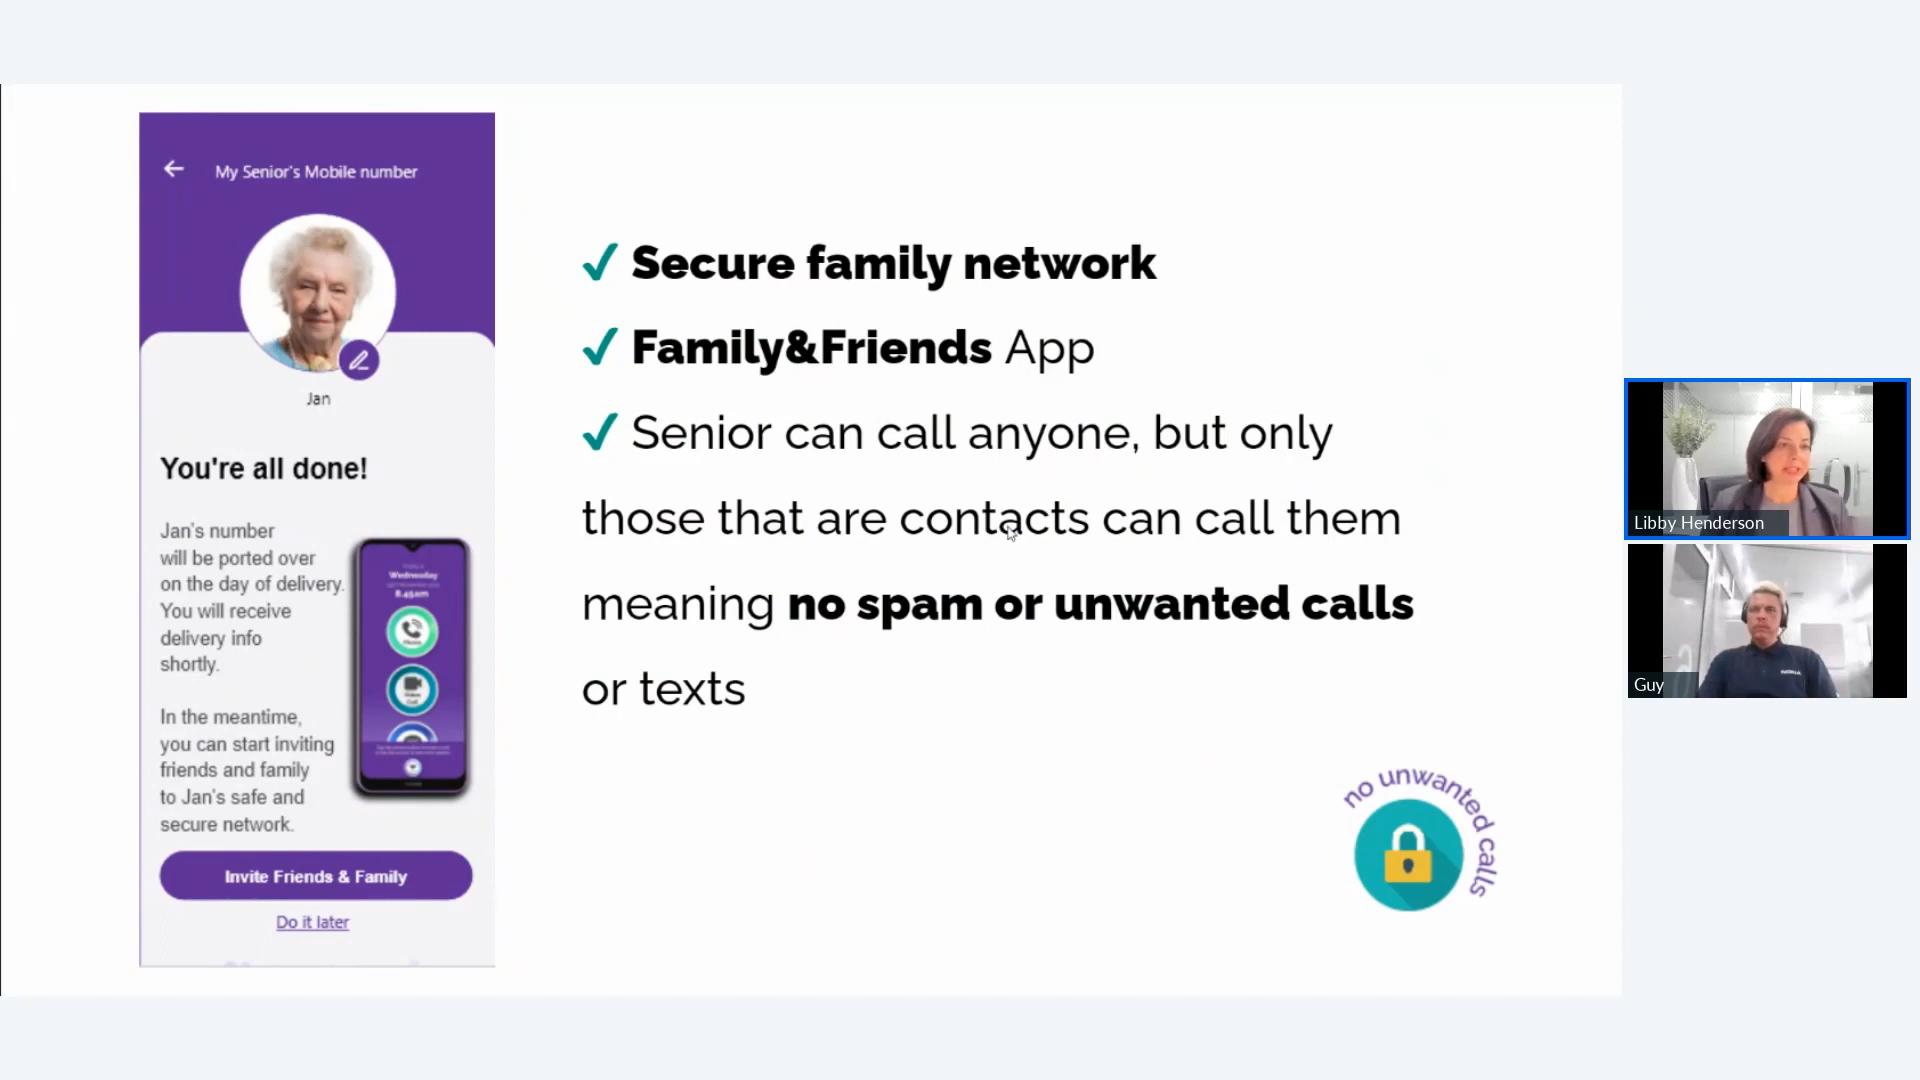 My Senior's Mobile number
Jan
You're all done!
Jan's number
will be ported over
on the day of delivery.
You will receive
delivery info
shortly.
In the meantime,
you can start inviting
friends and family
to Jan's safe and
secure network.
Wednesday
8.45am
Invite Friends & Family
Do it later
✓ Secure family network
✓ Family&Friends App
✓ Senior can call anyone, but only
those that are contacts can call them
meaning no spam or unwanted calls
or texts
no unwanted calls
Libby Henderson
NOKIA
Guy